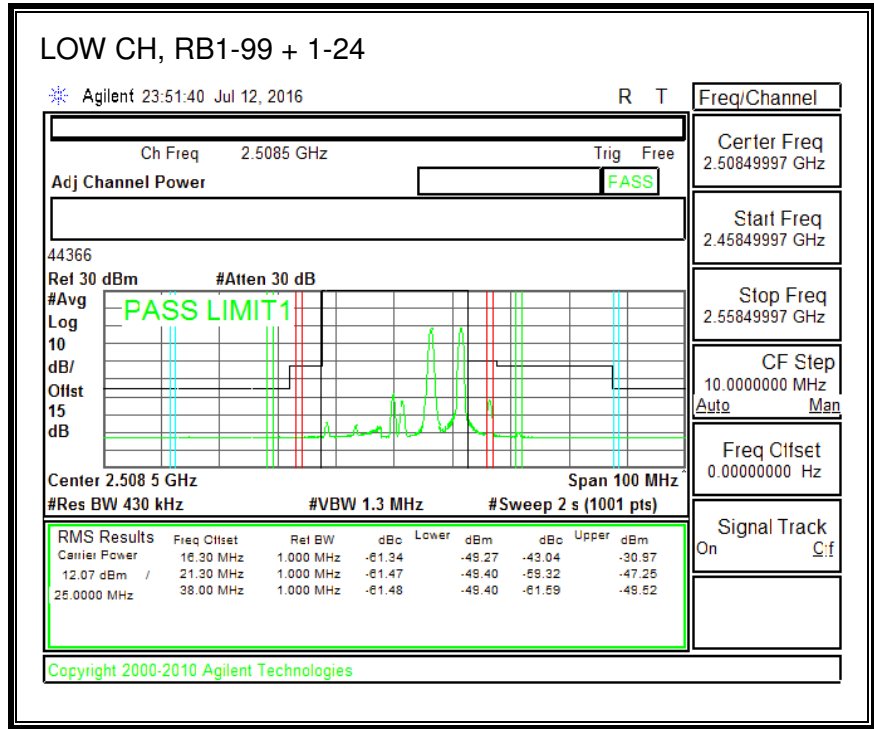 LOW CH, RB1-99 + 1-24
Agilent 23:51:40 Jul 12, 2016 R T
Freq/Channel
Ch Freq 2.5085 GHz Trig Free
Adj Channel Power PASS
Center Freq
2.50849997 GHz
Start Freq
2.45849997 GHz
Stop Freq
2.55849997 GHz
CF Step
10.0000000 MHz
Auto Man
Freq Offset
0.00000000 Hz
Signal Track
On Off
44366
Ref 30 dBm #Atten 30 dB
#Avg
Log
10
dB/
Offst
15
dB
PASS LIMIT1
Center 2.508 5 GHz Span 100 MHz
#Res BW 430 kHz #VBW 1.3 MHz #Sweep 2 s (1001 pts)
RMS Results Freq Offset Ref BW dBc Lower dBm dBc Upper dBm
Carrier Power 16.30 MHz 1.000 MHz -61.34 -49.27 -43.04 -30.97
12.07 dBm / 21.30 MHz 1.000 MHz -61.47 -49.40 -59.32 -47.25
25.0000 MHz 38.00 MHz 1.000 MHz -61.48 -49.40 -61.59 -49.52
Copyright 2000-2010 Agilent Technologies